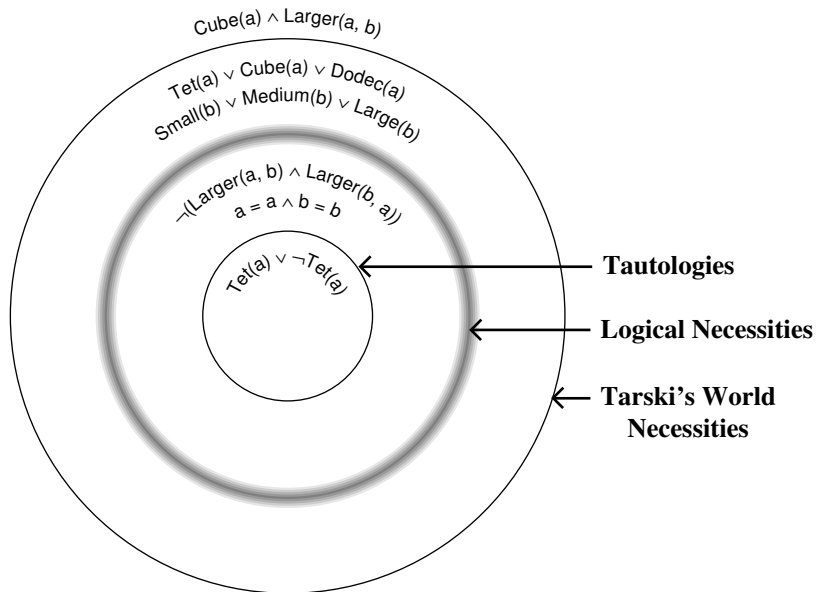 Cube(a) ∧ Larger(a, b)
Tet(a) ∨ Cube(a) ∨ Dodec(a)
Small(b) ∨ Medium(b) ∨ Large(b)
¬(Larger(a, b) ∧ Larger(b, a))
a = a ∧ b = b
Tet(a) ∨ ¬Tet(a)
Tautologies
Logical Necessities
Tarski's World
Necessities